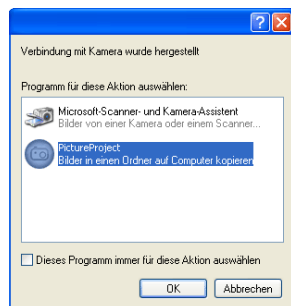 Verbindung mit Kamera wurde hergestellt
Programm für diese Aktion auswählen:
Microsoft-Scanner- und Kamera-Assistent
Bilder von einer Kamera oder einem Scanner...
PictureProject
Bilder in einen Ordner auf Computer kopieren
Dieses Programm immer für diese Aktion auswählen
OK
Abbrechen